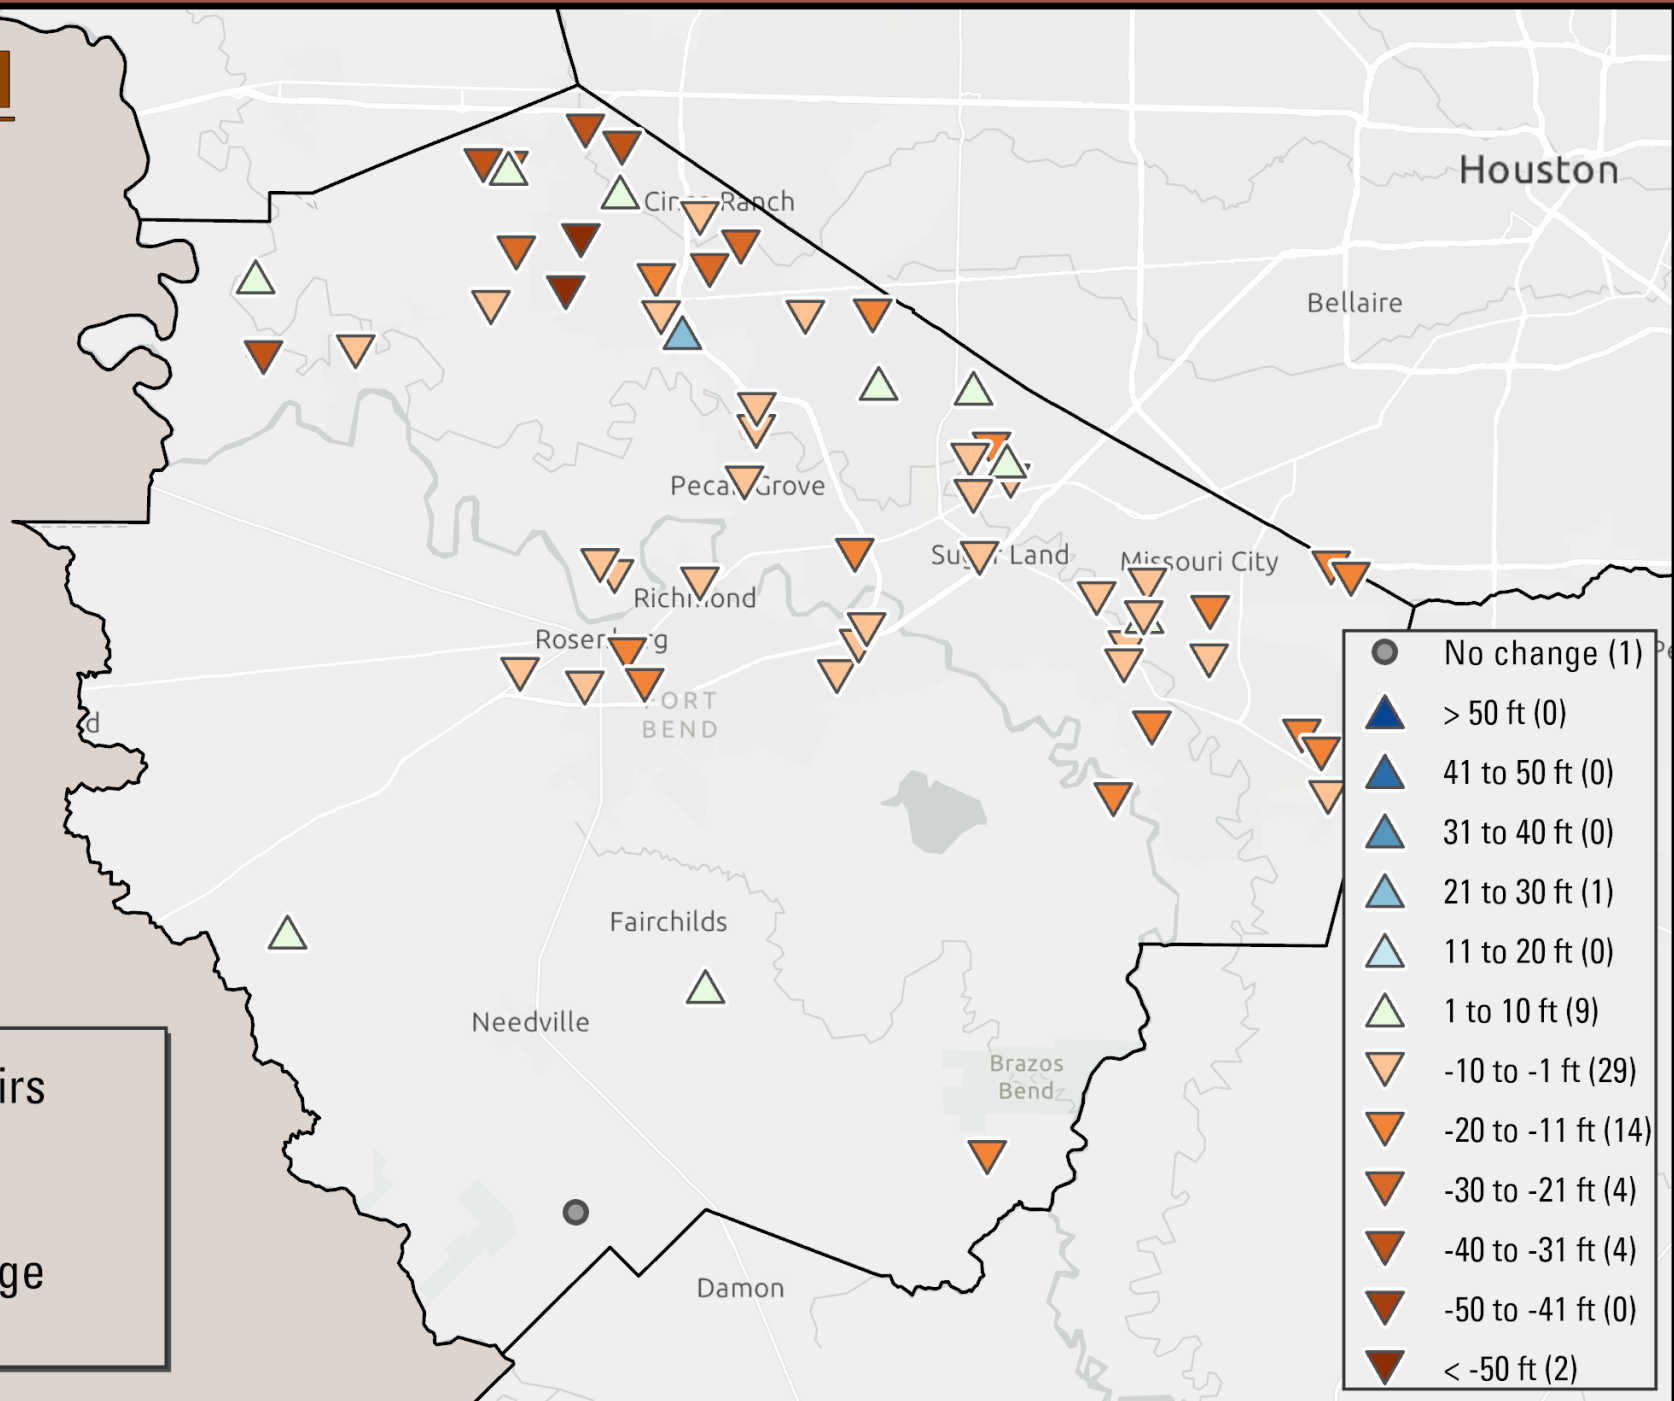 Houston
Cinco Ranch
Bellaire
Pecan Grove
Sugar Land
Missouri City
Richmond
Rosenberg
FORT
BEND
d
Fairchilds
Needville
Brazos
Bend
Damon
irs
ge
No change (1)
> 50 ft (0)
41 to 50 ft (0)
31 to 40 ft (0)
21 to 30 ft (1)
11 to 20 ft (0)
1 to 10 ft (9)
-10 to -1 ft (29)
-20 to -11 ft (14)
-30 to -21 ft (4)
-40 to -31 ft (4)
-50 to -41 ft (0)
< -50 ft (2)